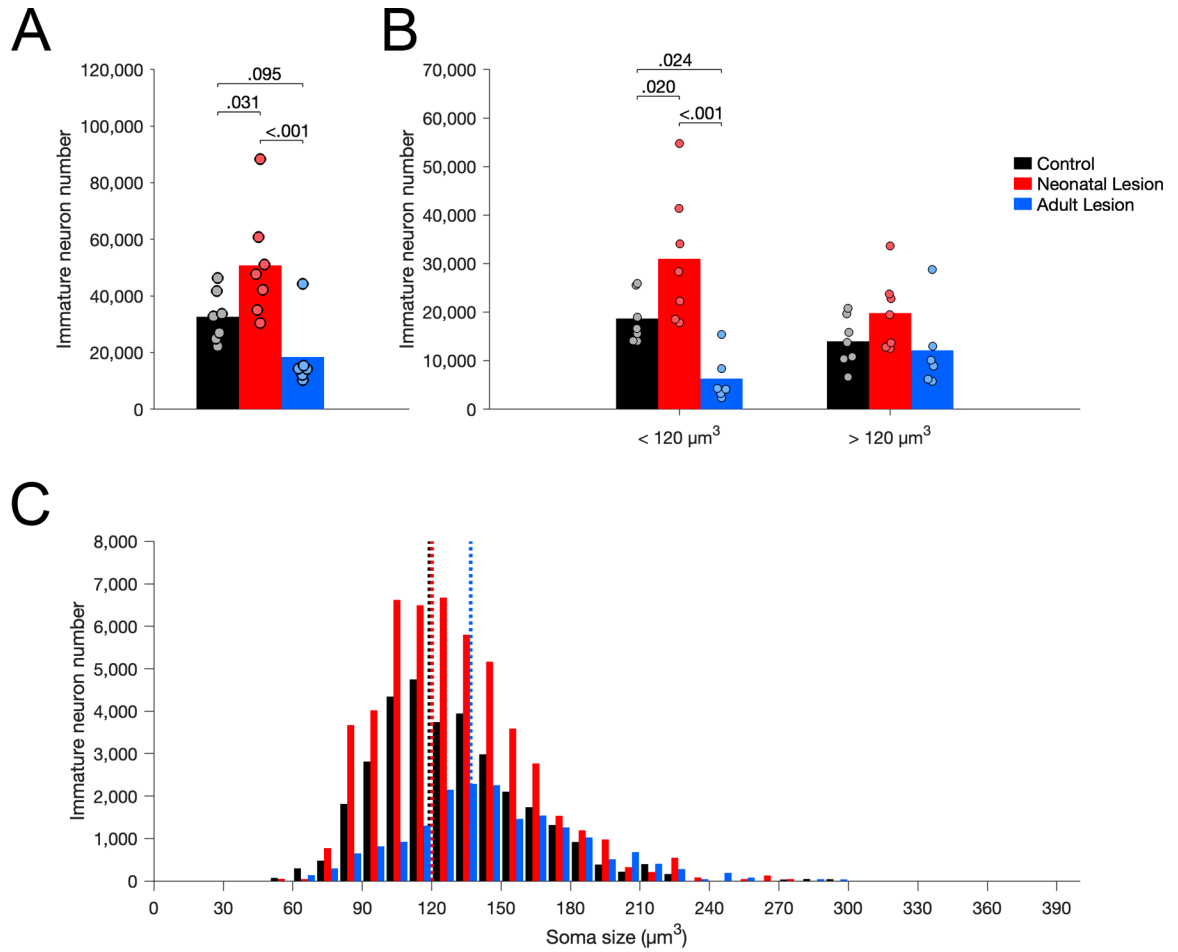 A
Immature neuron number
120,000
100,000
80,000
60,000
40,000
20,000
0
.095
.031
<.001
B
Immature neuron number
70,000
60,000
50,000
40,000
30,000
20,000
10,000
0
.024
.020
<.001
< 120 µm³
> 120 µm³
Control
Neonatal Lesion
Adult Lesion
C
Immature neuron number
8,000
7,000
6,000
5,000
4,000
3,000
2,000
1,000
0
0 30 60 90 120 150 180 210 240 270 300 330 360 390
Soma size (µm³)